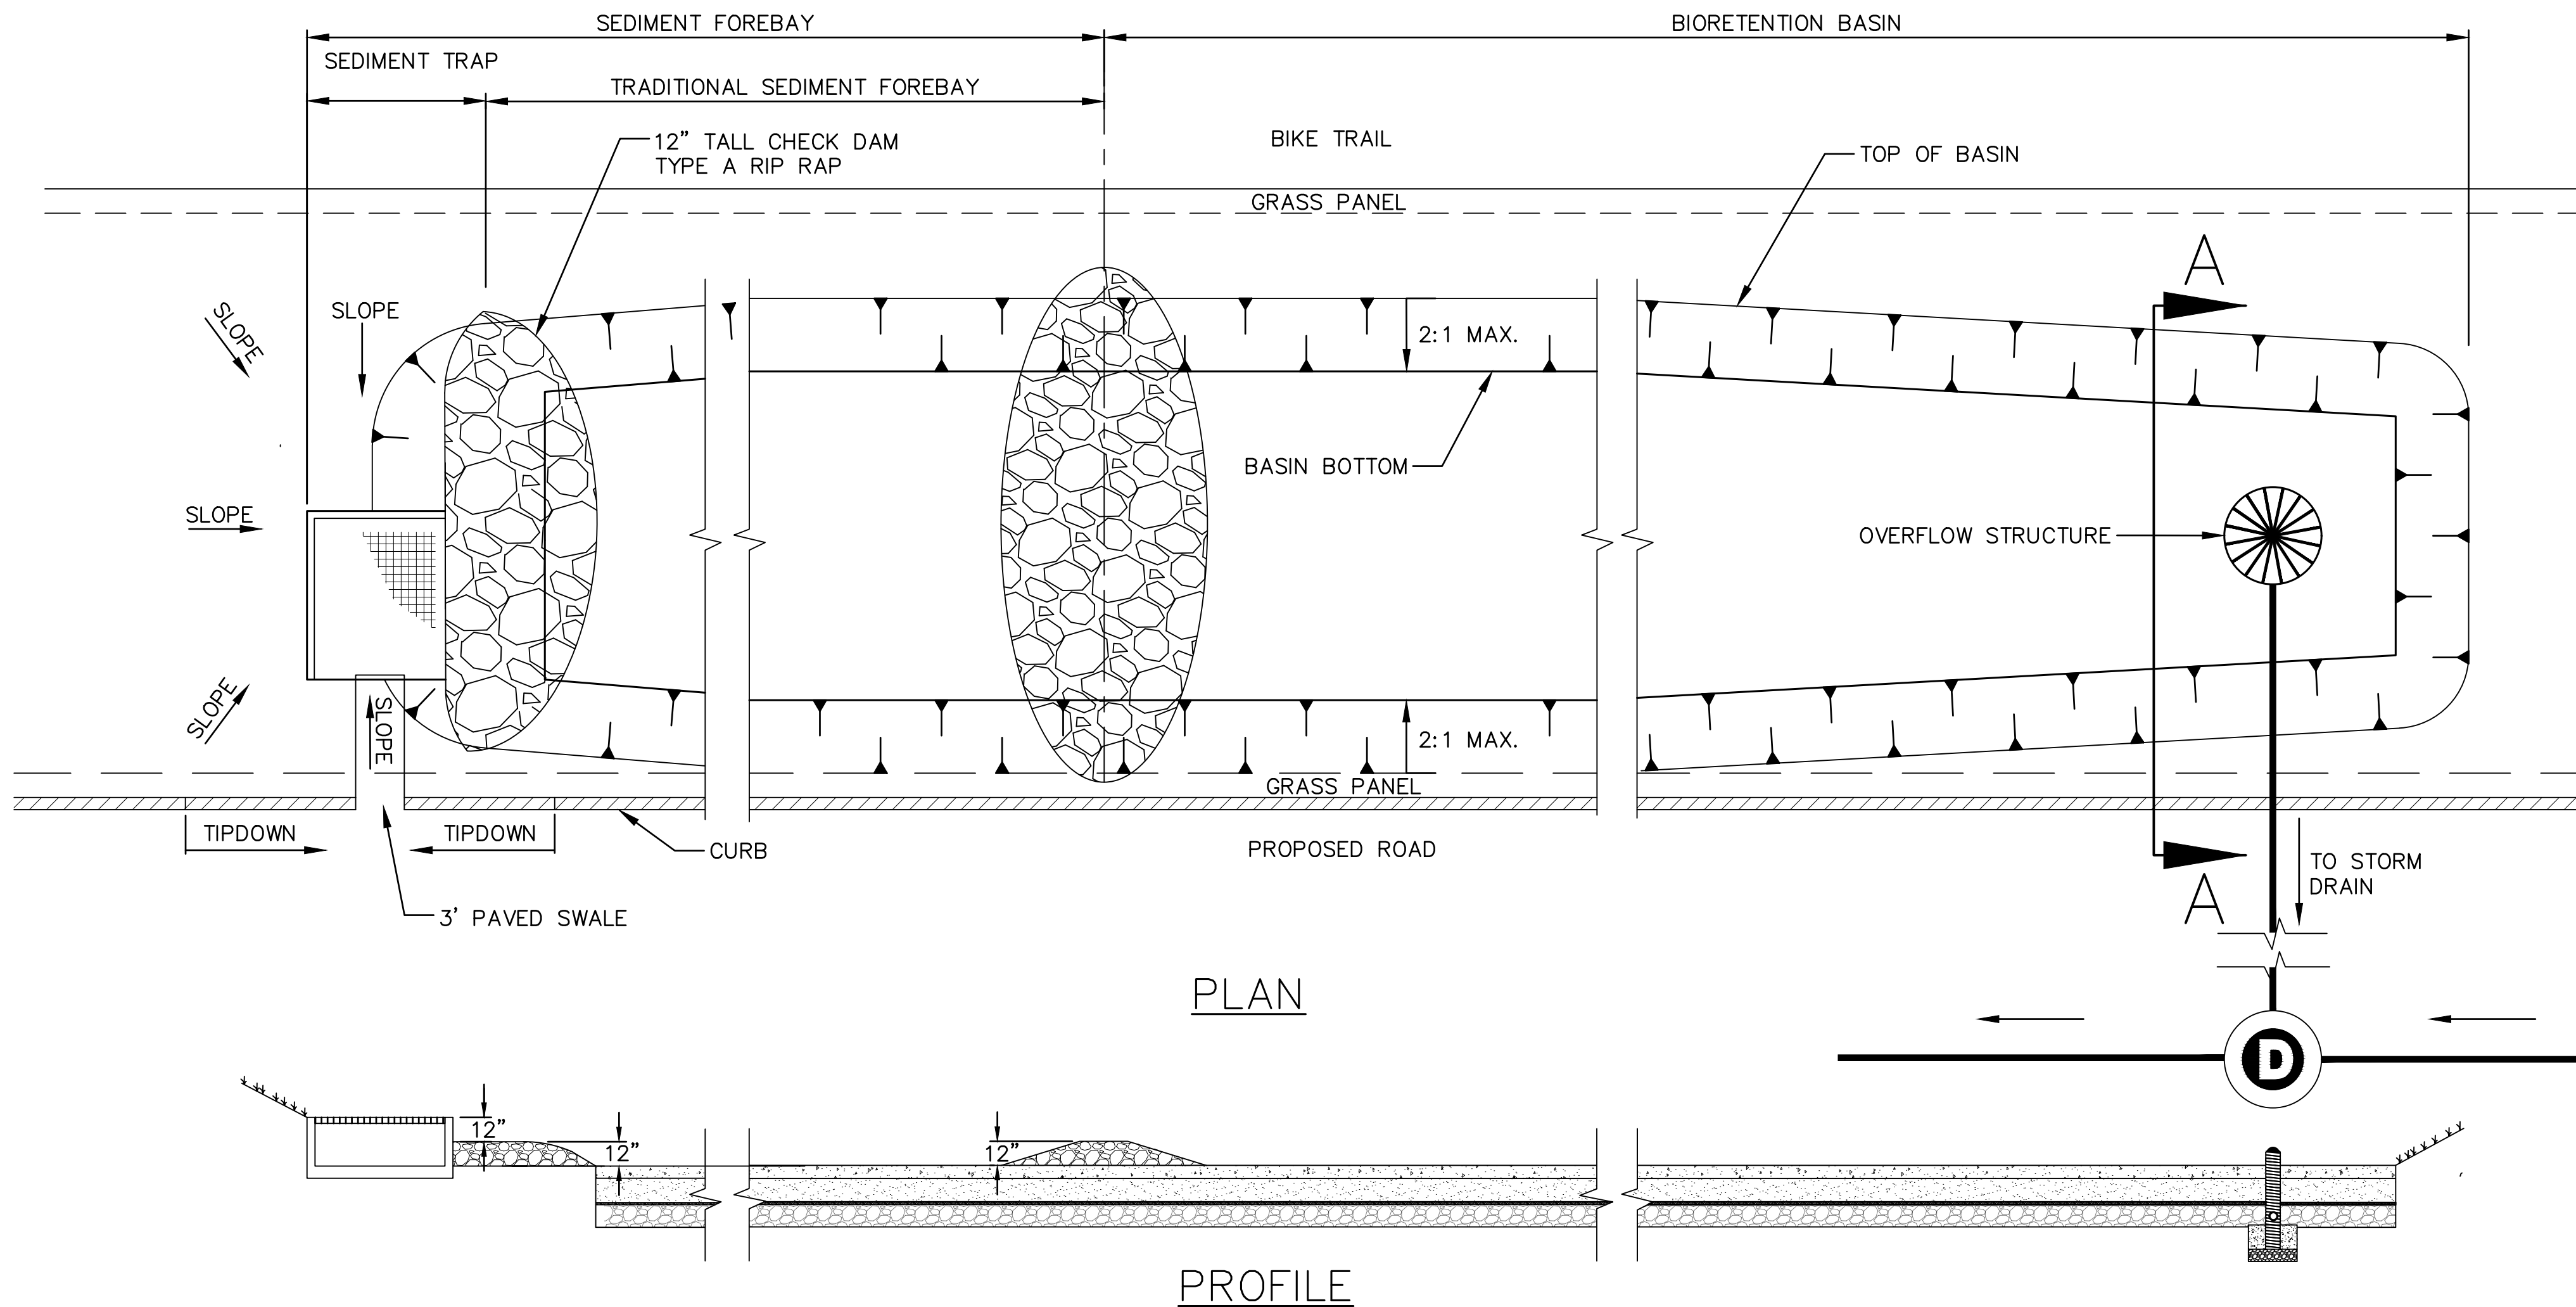 SEDIMENT FOREBAY
BIORETENTION BASIN
SEDIMENT TRAP
TRADITIONAL SEDIMENT FOREBAY
12" TALL CHECK DAM
TYPE A RIP RAP
BIKE TRAIL
TOP OF BASIN
GRASS PANEL
A
SLOPE
SLOPE
2:1 MAX.
BASIN BOTTOM
SLOPE
OVERFLOW STRUCTURE
SLOPE
SLOPE
2:1 MAX.
GRASS PANEL
TIPDOWN
TIPDOWN
CURB
PROPOSED ROAD
TO STORM
DRAIN
A
3' PAVED SWALE
PLAN
D
12"
12"
12"
PROFILE